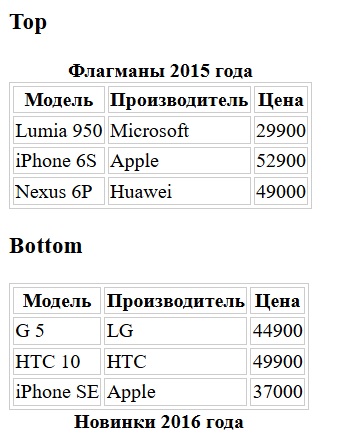 Top
Флагманы 2015 года
Модель Производитель Цена
Lumia 950 Microsoft 29900
iPhone 6S Apple 52900
Nexus 6P Huawei 49000
Bottom
Модель Производитель Цена
G 5 LG 44900
HTC 10 HTC 49900
iPhone SE Apple 37000
Новинки 2016 года